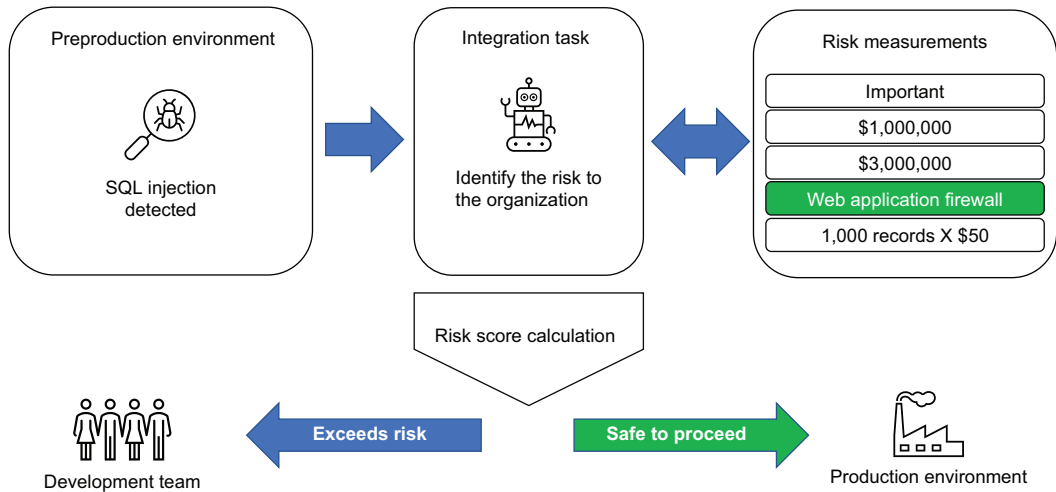 Preproduction environment
SQL injection
detected
Integration task
Identify the risk to
the organization
Risk measurements
Important
$1,000,000
$3,000,000
Web application firewall
1,000 records X $50
Risk score calculation
Exceeds risk
Safe to proceed
Development team
Production environment